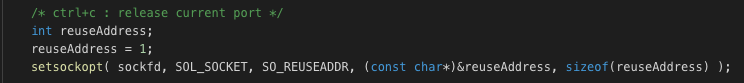 /* ctrl+c : release current port */
int reuseAddress;
reuseAddress = 1;
setsockopt( sockfd, SOL_SOCKET, SO_REUSEADDR, (const char*)&reuseAddress, sizeof(reuseAddress) );